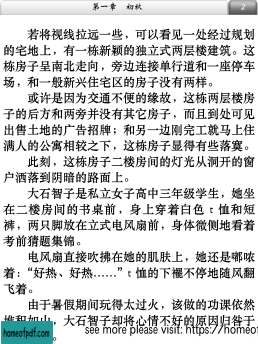 第一章 初秋
2
若将视线拉远一些，可以看见一处经过规划
的宅地上，有一栋新颖的独立式两层楼建筑。这
栋房子呈南北走向，旁边连接单行道和一座停车
场，和一般新兴住宅区的房子没有两样。
或许是因为交通不便的缘故，这栋两层楼房
子的后方和两旁并没有其它房子，而且到处可见
出售土地的广告招牌；和另一边刚完工就马上住
满人的公寓相较之下，这栋房子显得有些落寞。
此刻，这栋房子二楼房间的灯光从洞开的窗
户洒落到阴暗的路面上。
大石智子是私立女子高中三年级学生，她坐
在二楼房间的书桌前，身上穿着白色 t 恤和短
裤，两只脚放在立式电风扇前，身体微侧地看着
考前猜题集锦。
电风扇直接吹拂在她的肌肤上，她还是嘟哝
着：“好热、好热……” t 恤的下襬不停地随风翻
飞着。
由于暑假期间玩得太过火，该做的功课依然
堆积如山，大石智子却将心情不好的原因归咎于
homeofpdf.com
see more please visit: https://homeof